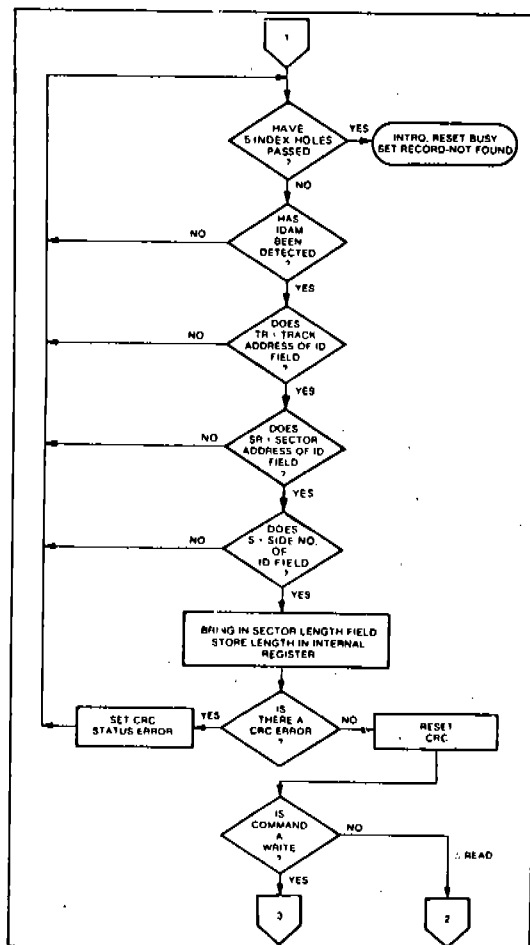 1
HAVE
5 INDEX HOLES
PASSED
?
YES
INTRQ, RESET BUSY
SET RECORD-NOT FOUND
NO
HAS
IDAM
BEEN
DETECTED
?
NO
YES
DOES
TR = TRACK
ADDRESS OF ID
FIELD
?
NO
YES
DOES
SR = SECTOR
ADDRESS OF ID
FIELD
?
NO
YES
DOES
S = SIDE NO.
OF
ID FIELD
?
NO
YES
BRING IN SECTOR LENGTH FIELD
STORE LENGTH IN INTERNAL
REGISTER
IS
THERE A
CRC ERROR
?
YES
SET CRC
STATUS ERROR
NO
RESET
CRC
IS
COMMAND
A
WRITE
?
NO
READ
YES
3
2